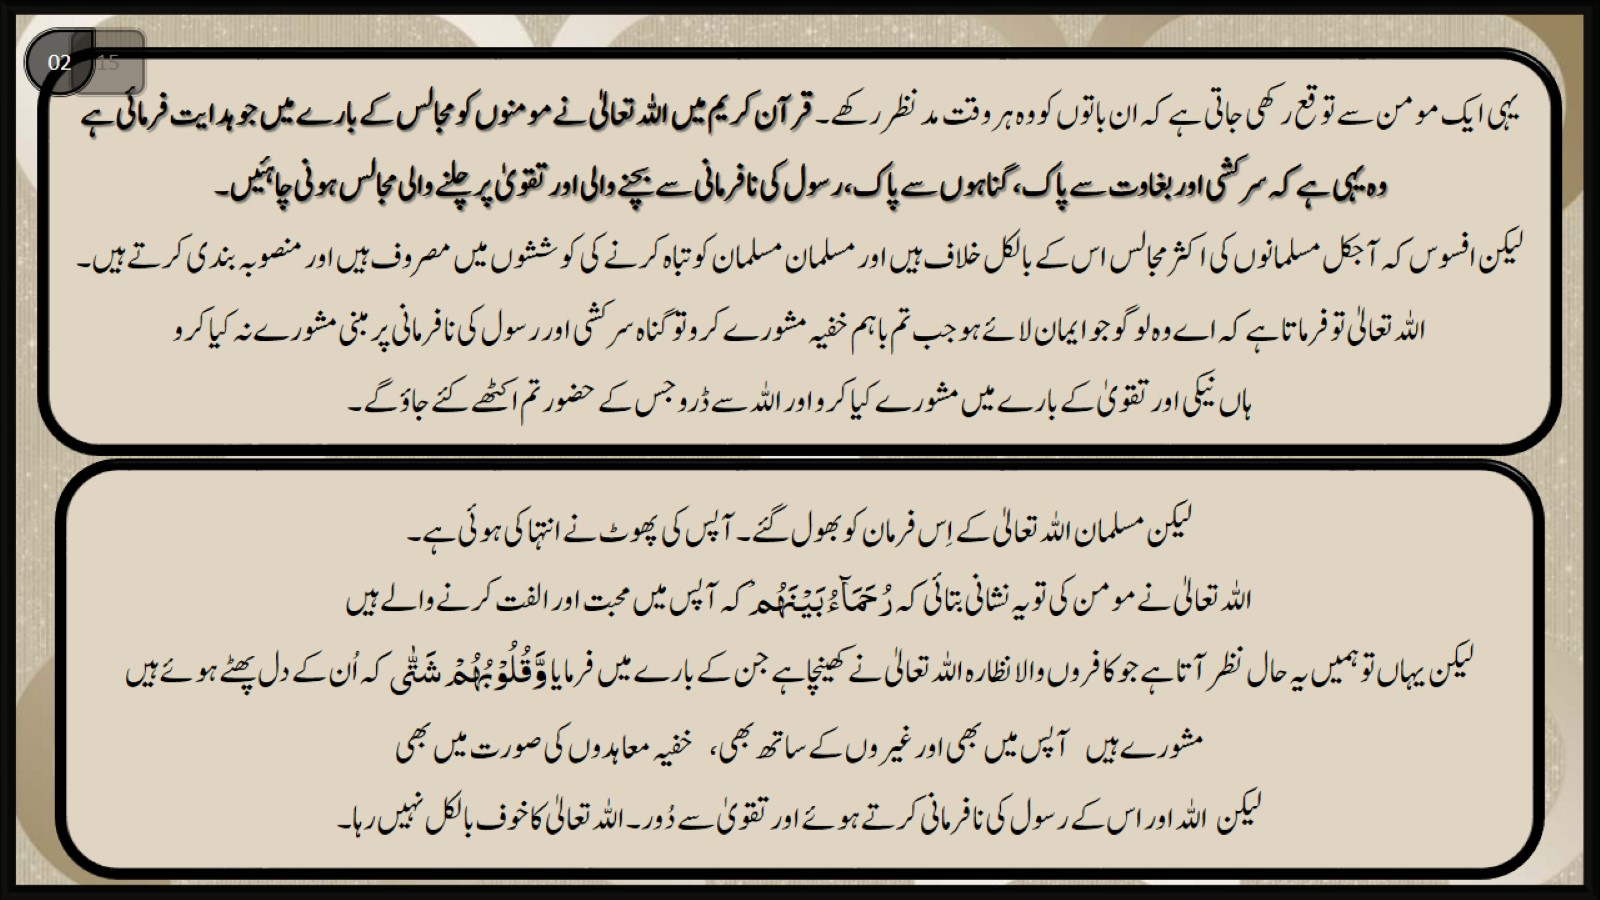 02 15
یہی ایک مومن سے توقع رکھی جاتی ہے کہ ان باتوں کو وہ ہر وقت مد نظر رکھے۔ قرآن کریم میں اللہ تعالیٰ نے مومنوں کو مجالس کے بارے میں جو ہدایت فرمائی ہے
وہ یہی ہے کہ سرکشی اور بغاوت سے پاک، گناہوں سے پاک، رسول کی نافرمانی سے بچنے والی اور تقویٰ پر چلنے والی مجالس ہونی چاہئیں۔
لیکن افسوس کہ آجکل مسلمانوں کی اکثر مجالس اس کے بالکل خلاف ہیں اور مسلمان مسلمان کو تباہ کرنے کی کوششوں میں مصروف ہیں اور منصوبہ بندی کرتے ہیں۔
اللہ تعالیٰ تو فرماتا ہے کہ اے وہ لوگو جو ایمان لائے ہو جب تم باہم خفیہ مشورے کرو تو گناہ سرکشی اور رسول کی نافرمانی پر مبنی مشورے نہ کیا کرو
ہاں نیکی اور تقویٰ کے بارے میں مشورے کیا کرو اور اللہ سے ڈرو جس کے حضور تم اکٹھے کئے جاؤ گے۔
لیکن مسلمان اللہ تعالیٰ کے اِس فرمان کو بھول گئے۔ آپس کی پھوٹ نے انتہا کی ہوئی ہے۔
اللہ تعالیٰ نے مومن کی تو یہ نشانی بتائی کہ رُحَمَآءُ بَیۡنَہُم کہ آپس میں محبت اور الفت کرنے والے ہیں
لیکن یہاں تو ہمیں یہ حال نظر آتا ہے جو کافروں والا نظارہ اللہ تعالیٰ نے کھینچا ہے جن کے بارے میں فرمایا وَّقُلُوۡبُہُمۡ شَتّٰی کہ اُن کے دل پھٹے ہوئے ہیں
مشورے ہیں آپس میں بھی اور غیروں کے ساتھ بھی، خفیہ معاہدوں کی صورت میں بھی
لیکن اللہ اور اس کے رسول کی نافرمانی کرتے ہوئے اور تقویٰ سے دُور۔ اللہ تعالیٰ کا خوف بالکل نہیں رہا۔